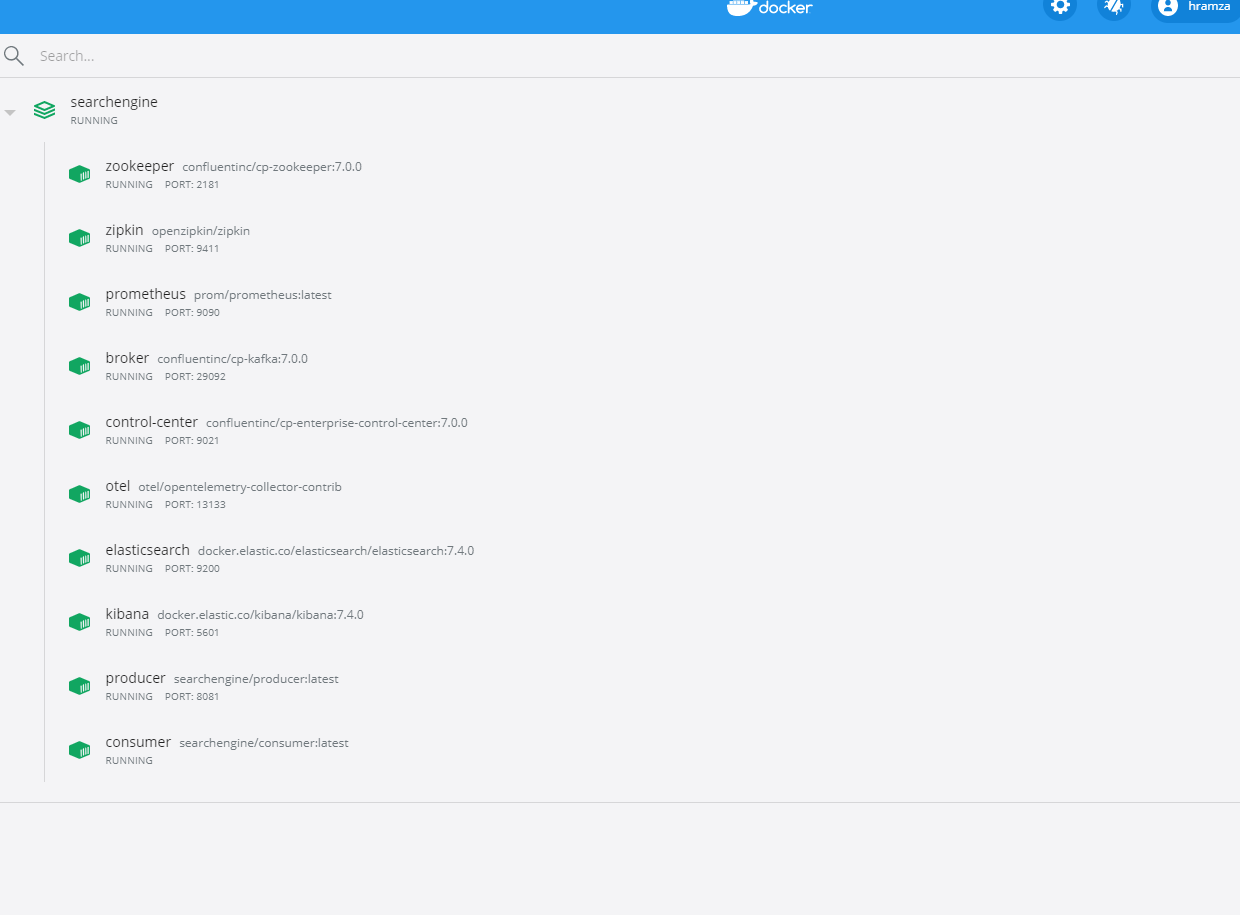 docker
hramza
Search...
searchengine
RUNNING
zookeeper confluentinc/cp-zookeeper:7.0.0
RUNNING PORT: 2181
zipkin openzipkin/zipkin
RUNNING PORT: 9411
prometheus prom/prometheus:latest
RUNNING PORT: 9090
broker confluentinc/cp-kafka:7.0.0
RUNNING PORT: 29092
control-center confluentinc/cp-enterprise-control-center:7.0.0
RUNNING PORT: 9021
otel otel/opentelemetry-collector-contrib
RUNNING PORT: 13133
elasticsearch docker.elastic.co/elasticsearch/elasticsearch:7.4.0
RUNNING PORT: 9200
kibana docker.elastic.co/kibana/kibana:7.4.0
RUNNING PORT: 5601
producer searchengine/producer:latest
RUNNING PORT: 8081
consumer searchengine/consumer:latest
RUNNING